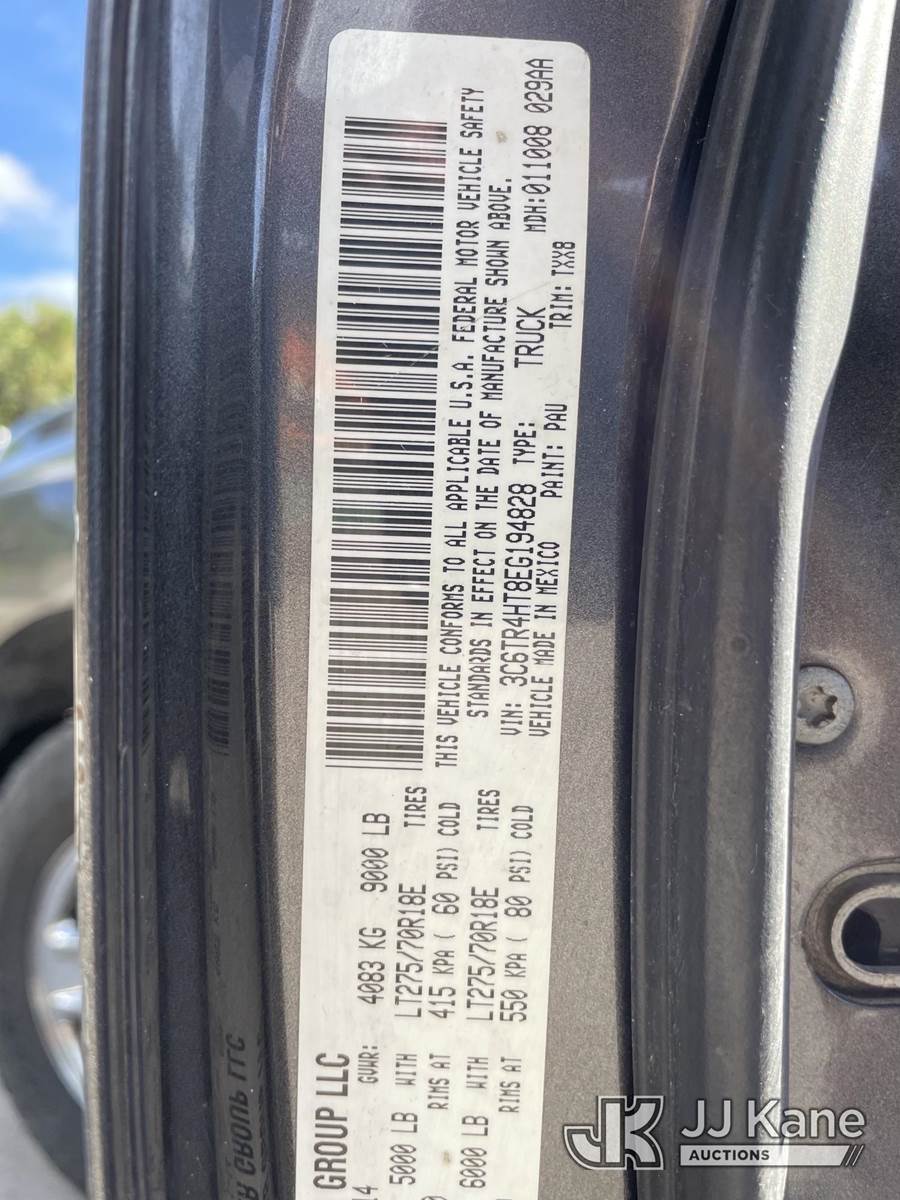 GROUP LLC
14 GVWR: 4083 KG 9000 LB
5000 LB WITH LT275/70R18E TIRES
RIMS AT 415 KPA ( 60 PSI) COLD
6000 LB WITH LT275/70R18E TIRES
RIMS AT 550 KPA ( 80 PSI) COLD
THIS VEHICLE CONFORMS TO ALL APPLICABLE U.S.A. FEDERAL MOTOR VEHICLE SAFETY
STANDARDS IN EFFECT ON THE DATE OF MANUFACTURE SHOWN ABOVE.
VIN: 3C6TR4HT8EG194828 TYPE: TRUCK MDH:011008 029AA
VEHICLE MADE IN MEXICO PAINT: PAU TRIM: TXX8
JK JJ Kane
AUCTIONS